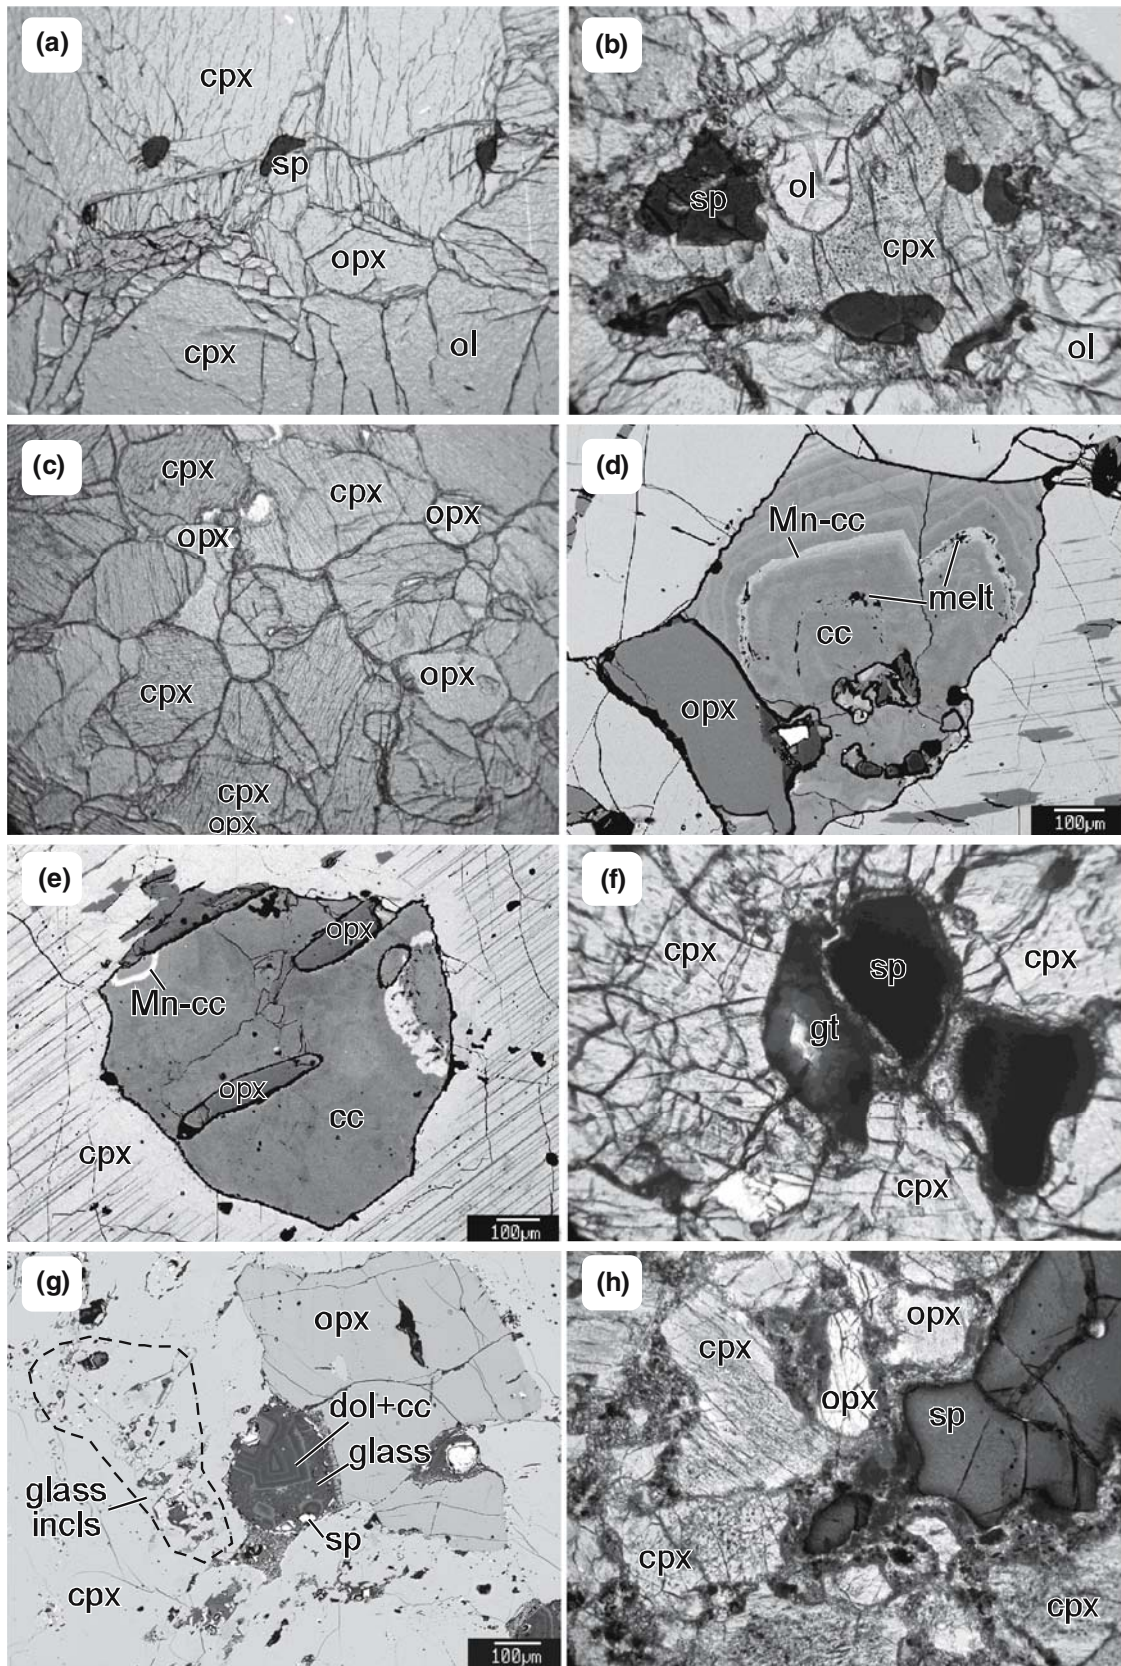 (a)
cpx
sp
opx
cpx
ol
(b)
ol
sp
cpx
ol
(c)
cpx
cpx
opx
opx
cpx
opx
cpx
opx
(d)
Mn-cc
melt
cc
opx
100µm
(e)
opx
Mn-cc
opx
cc
cpx
100µm
(f)
cpx
sp
cpx
gt
cpx
(g)
opx
dol+cc
glass
glass
incls
sp
cpx
100µm
(h)
opx
cpx
opx
sp
cpx
cpx